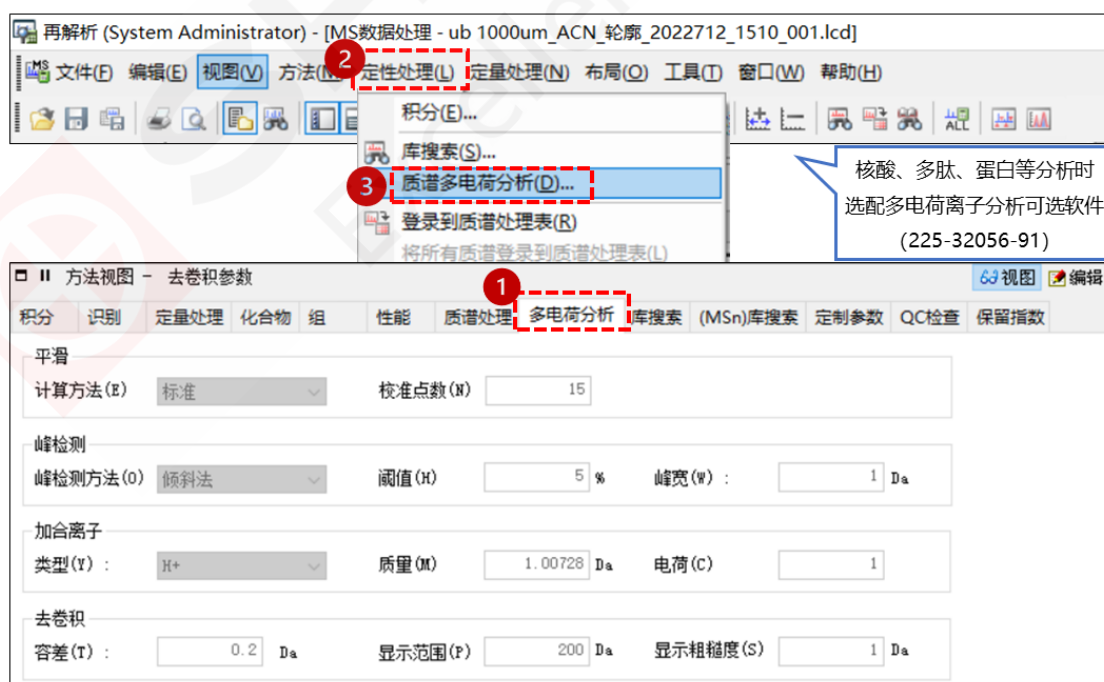 再解析 (System Administrator) - [MS数据处理 - ub 1000um_ACN_轮廓_2022712_1510_001.lcd]
2
文件(F) 编辑(E) 视图(V) 方法(M) 定性处理(L) 定量处理(N) 布局(O) 工具(T) 窗口(W) 帮助(H)
积分(E)...
ALL
库搜索(S)...
3 质谱多电荷分析(D)...
登录到质谱处理表(R)
将所有质谱登录到质谱处理表(L)
核酸、多肽、蛋白等分析时
选配多电荷离子分析可选软件
(225-32056-91)
方法视图 - 去卷积参数 视图 编辑
1
积分 识别 定量处理 化合物 组 性能 质谱处理 多电荷分析 库搜索 (MSn)库搜索 定制参数 QC检查 保留指数
平滑
计算方法(E) 标准 校准点数(N) 15
峰检测
峰检测方法(O) 倾斜法 阈值(H) 5 % 峰宽(W) : 1 Da
加合离子
类型(Y) : H+ 质量(M) 1.00728 Da 电荷(C) 1
去卷积
容差(T) : 0.2 Da 显示范围(P) 200 Da 显示粗糙度(S) 1 Da